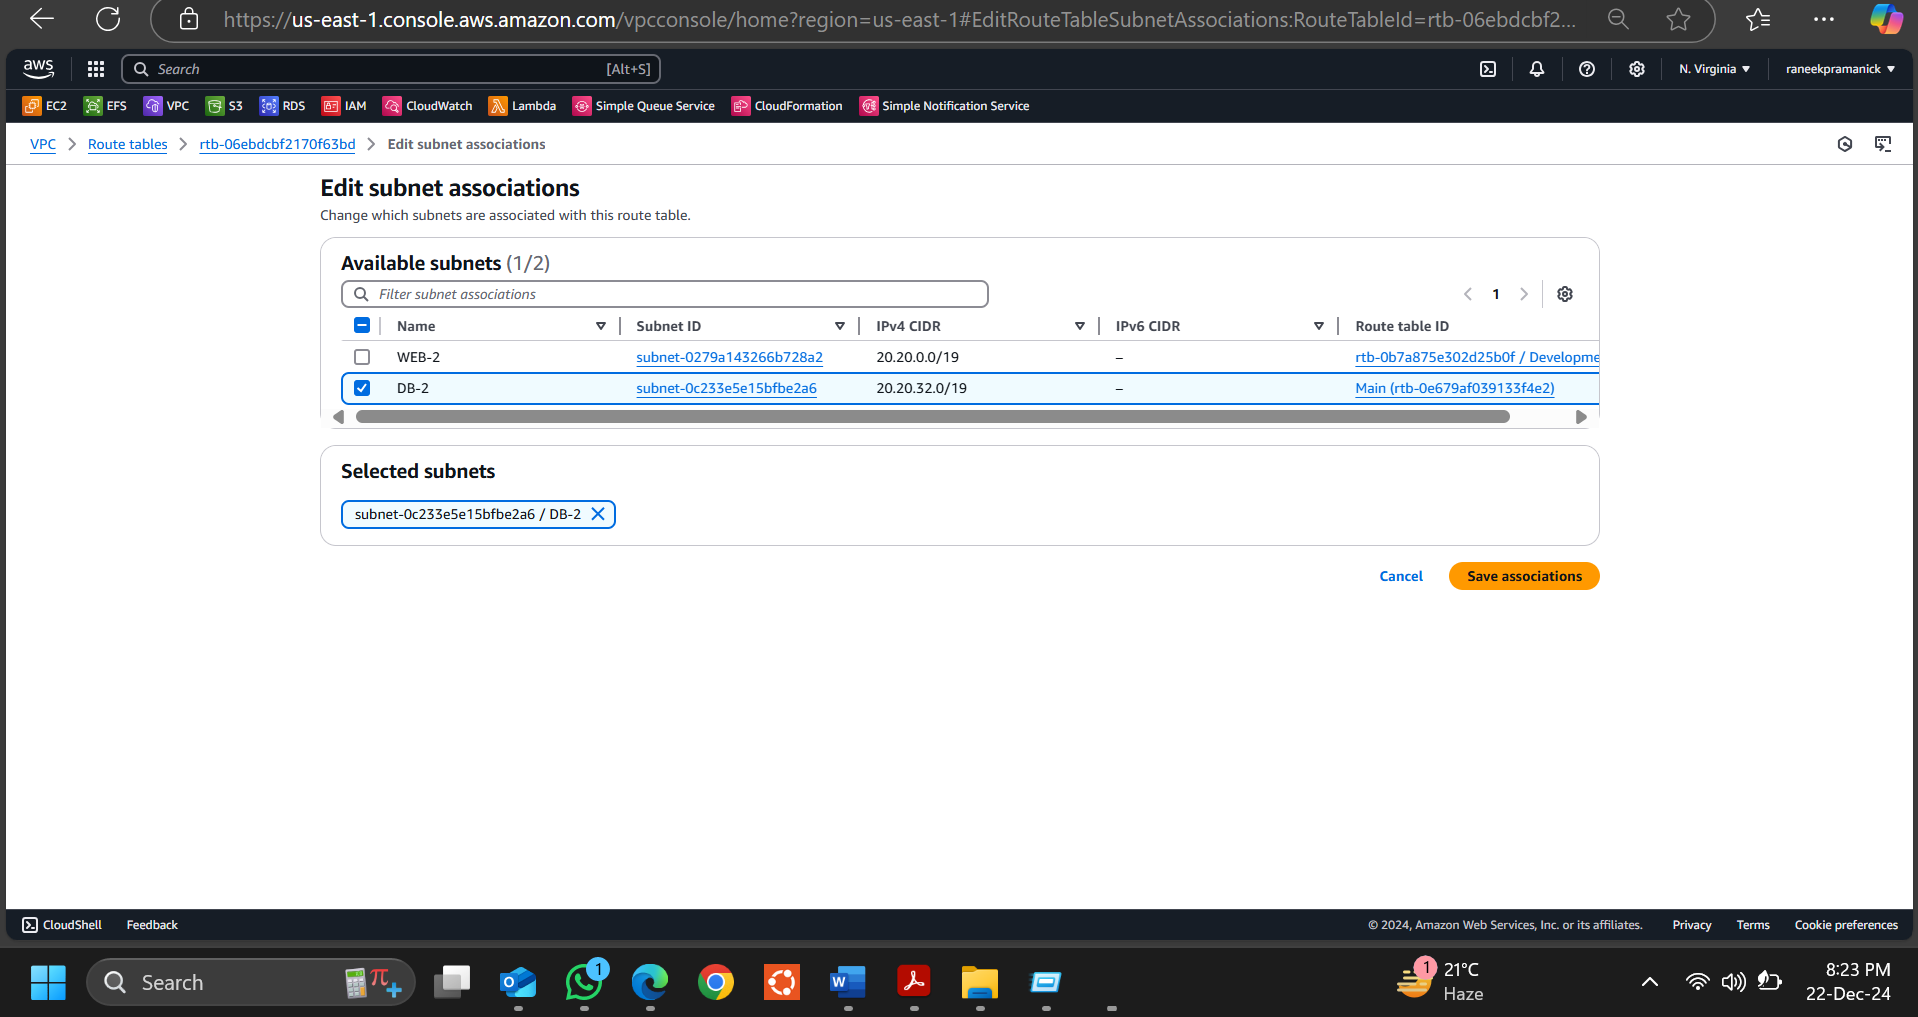 https://us-east-1.console.aws.amazon.com/vpcconsole/home?region=us-east-1#EditRouteTableSubnetAssociations:RouteTableId=rtb-06ebdcbf2...
aws Search [Alt+S] N. Virginia raneekpramanick
EC2 EFS VPC S3 RDS IAM CloudWatch Lambda Simple Queue Service CloudFormation Simple Notification Service
VPC Route tables rtb-06ebdcbf2170f63bd Edit subnet associations
Edit subnet associations
Change which subnets are associated with this route table.
Available subnets (1/2)
Filter subnet associations 1
Name Subnet ID IPv4 CIDR IPv6 CIDR Route table ID
WEB-2 subnet-0279a143266b728a2 20.20.0.0/19 – rtb-0b7a875e302d25b0f / Developme
DB-2 subnet-0c233e5e15bfbe2a6 20.20.32.0/19 – Main (rtb-0e679af039133f4e2)
Selected subnets
subnet-0c233e5e15bfbe2a6 / DB-2
Cancel Save associations
CloudShell Feedback © 2024, Amazon Web Services, Inc. or its affiliates. Privacy Terms Cookie preferences
Search 1 1 21°C 8:23 PM
Haze 22-Dec-24